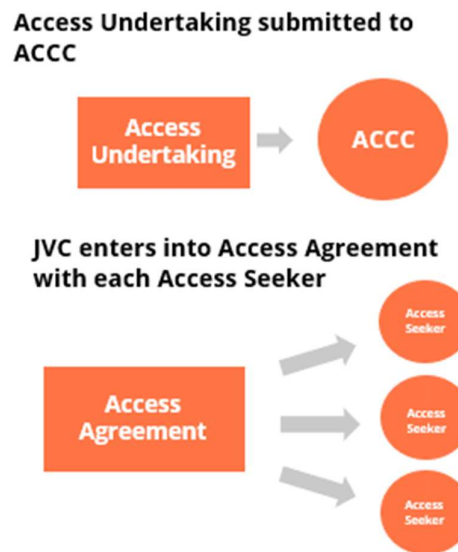 Access Undertaking submitted to
ACCC
Access
Undertaking
ACCC
JVC enters into Access Agreement
with each Access Seeker
Access
Agreement
Access
Seeker
Access
Seeker
Access
Seeker